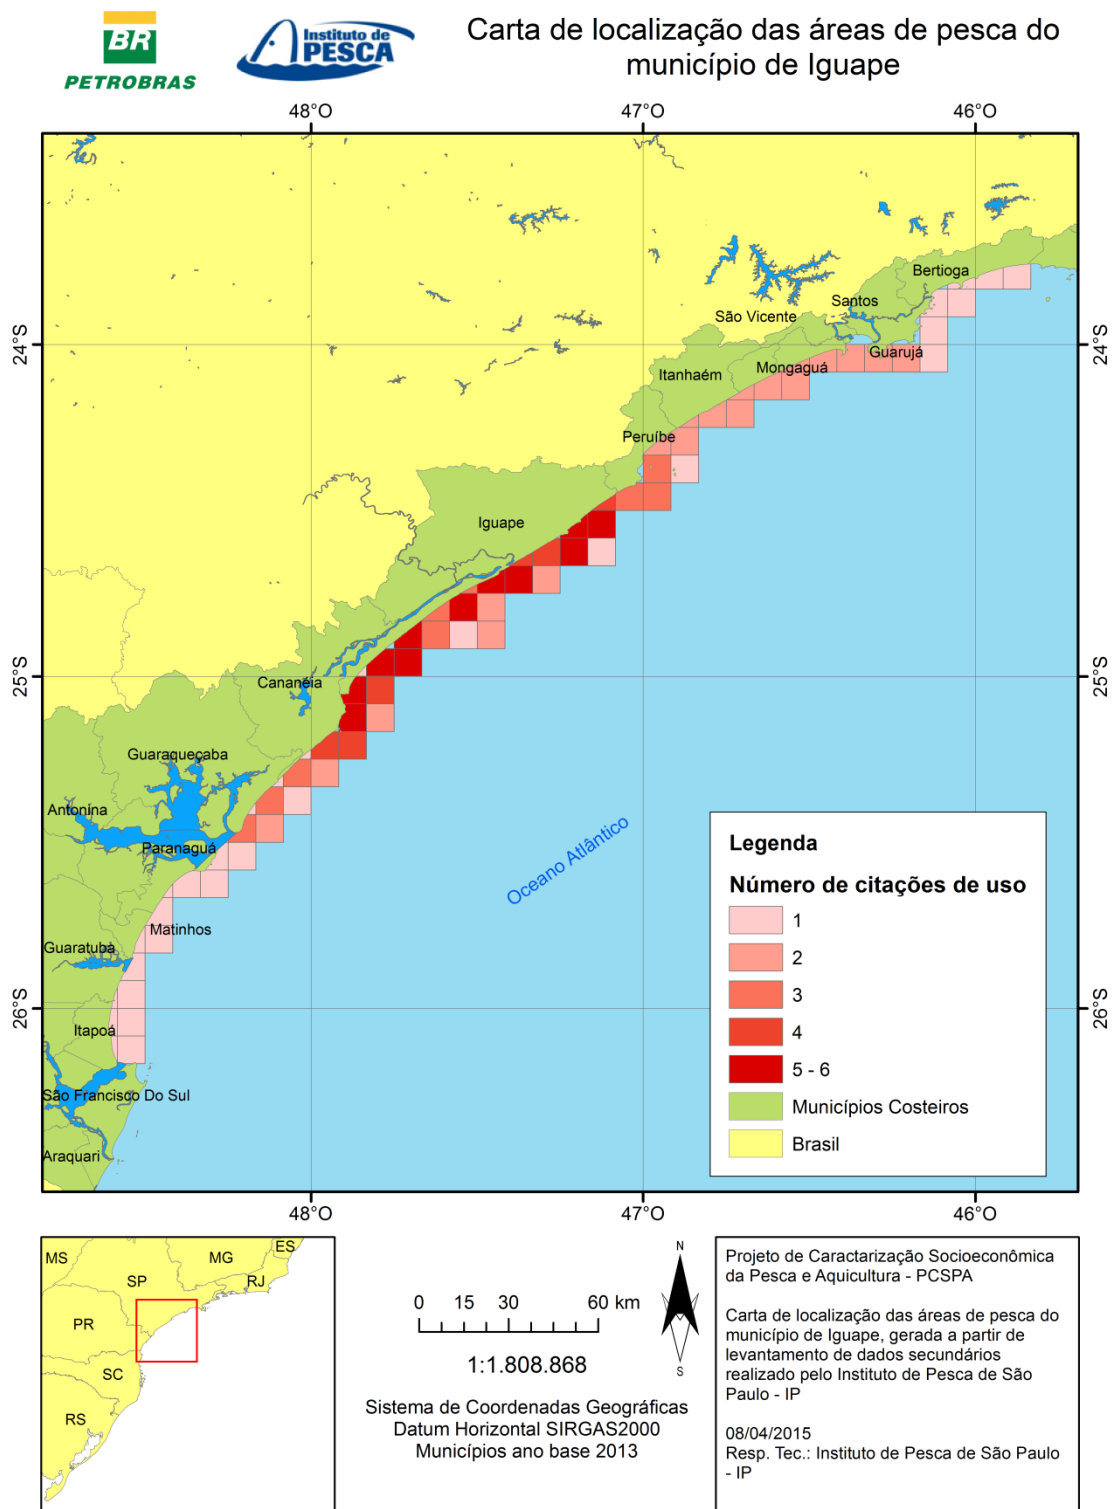 BR
PETROBRAS
Instituto de
PESCA
Carta de localização das áreas de pesca do
município de Iguape
48°O
47°O
46°O
24°S
24°S
25°S
25°S
26°S
26°S
Bertioga
Santos
São Vicente
Guarujá
Mongaguá
Itanhaém
Peruíbe
Iguape
Cananéia
Guaraqueçaba
Antonina
Paranaguá
Matinhos
Guaratuba
Itapoá
São Francisco Do Sul
Araquari
Oceano Atlântico
Legenda
Número de citações de uso
1
2
3
4
5 - 6
Municípios Costeiros
Brasil
48°O
47°O
46°O
MS
MG
ES
SP
RJ
PR
SC
RS
0 15 30 60 km
1:1.808.868
N
S
Sistema de Coordenadas Geográficas
Datum Horizontal SIRGAS2000
Municípios ano base 2013
Projeto de Caractarização Socioeconômica
da Pesca e Aquicultura - PCSPA
Carta de localização das áreas de pesca do
município de Iguape, gerada a partir de
levantamento de dados secundários
realizado pelo Instituto de Pesca de São
Paulo - IP
08/04/2015
Resp. Tec.: Instituto de Pesca de São Paulo
- IP